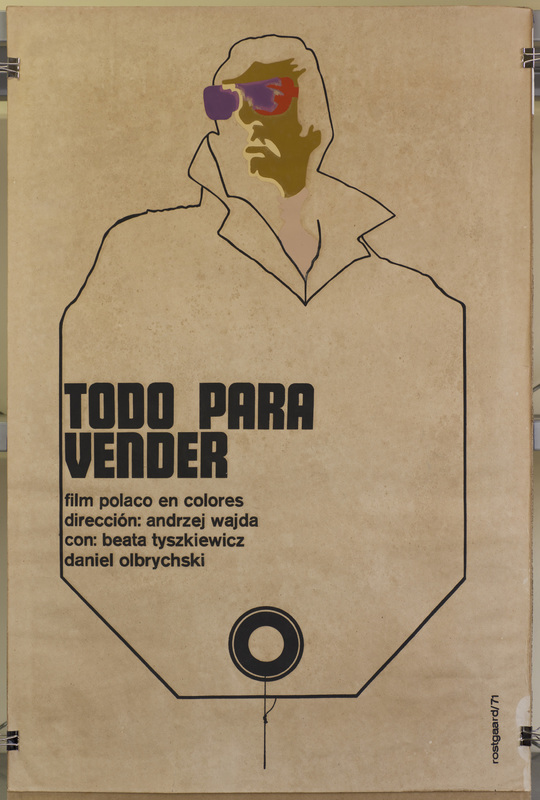 TODO PARA
VENDER
film polaco en colores
dirección: andrzej wajda
con: beata tyszkiewicz
daniel olbrychski
rostgaard/71